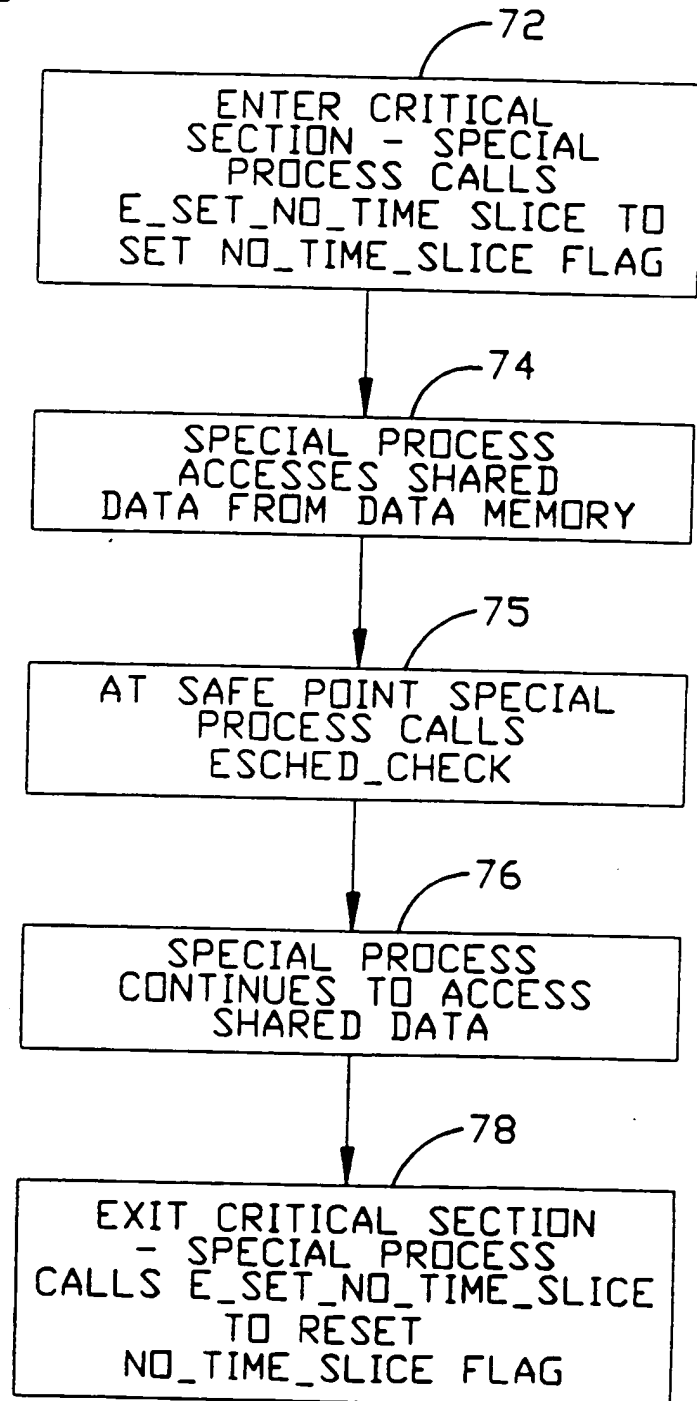 72
ENTER CRITICAL
SECTION - SPECIAL
PROCESS CALLS
E_SET_NO_TIME SLICE TO
SET NO_TIME_SLICE FLAG
74
SPECIAL PROCESS
ACCESSES SHARED
DATA FROM DATA MEMORY
75
AT SAFE POINT SPECIAL
PROCESS CALLS
ESCHED_CHECK
76
SPECIAL PROCESS
CONTINUES TO ACCESS
SHARED DATA
78
EXIT CRITICAL SECTION
- SPECIAL PROCESS
CALLS E_SET_NO_TIME_SLICE
TO RESET
NO_TIME_SLICE FLAG